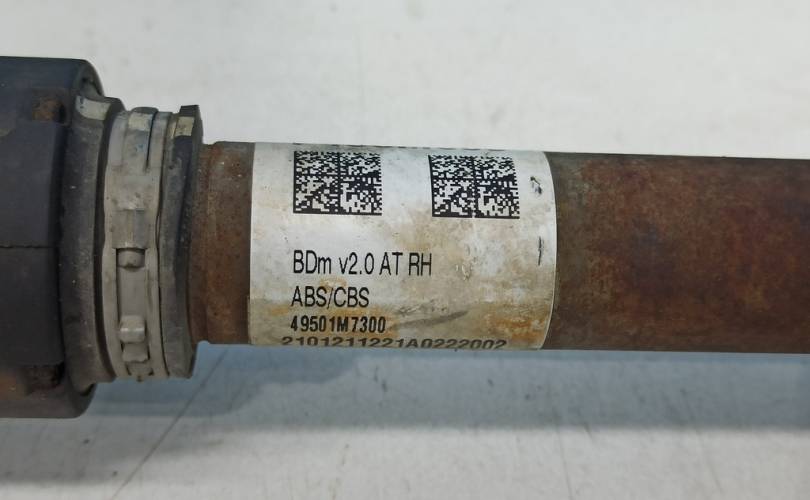 BDm v2.0 AT RH
ABS/CBS
49501M7300
2101211221A0222002